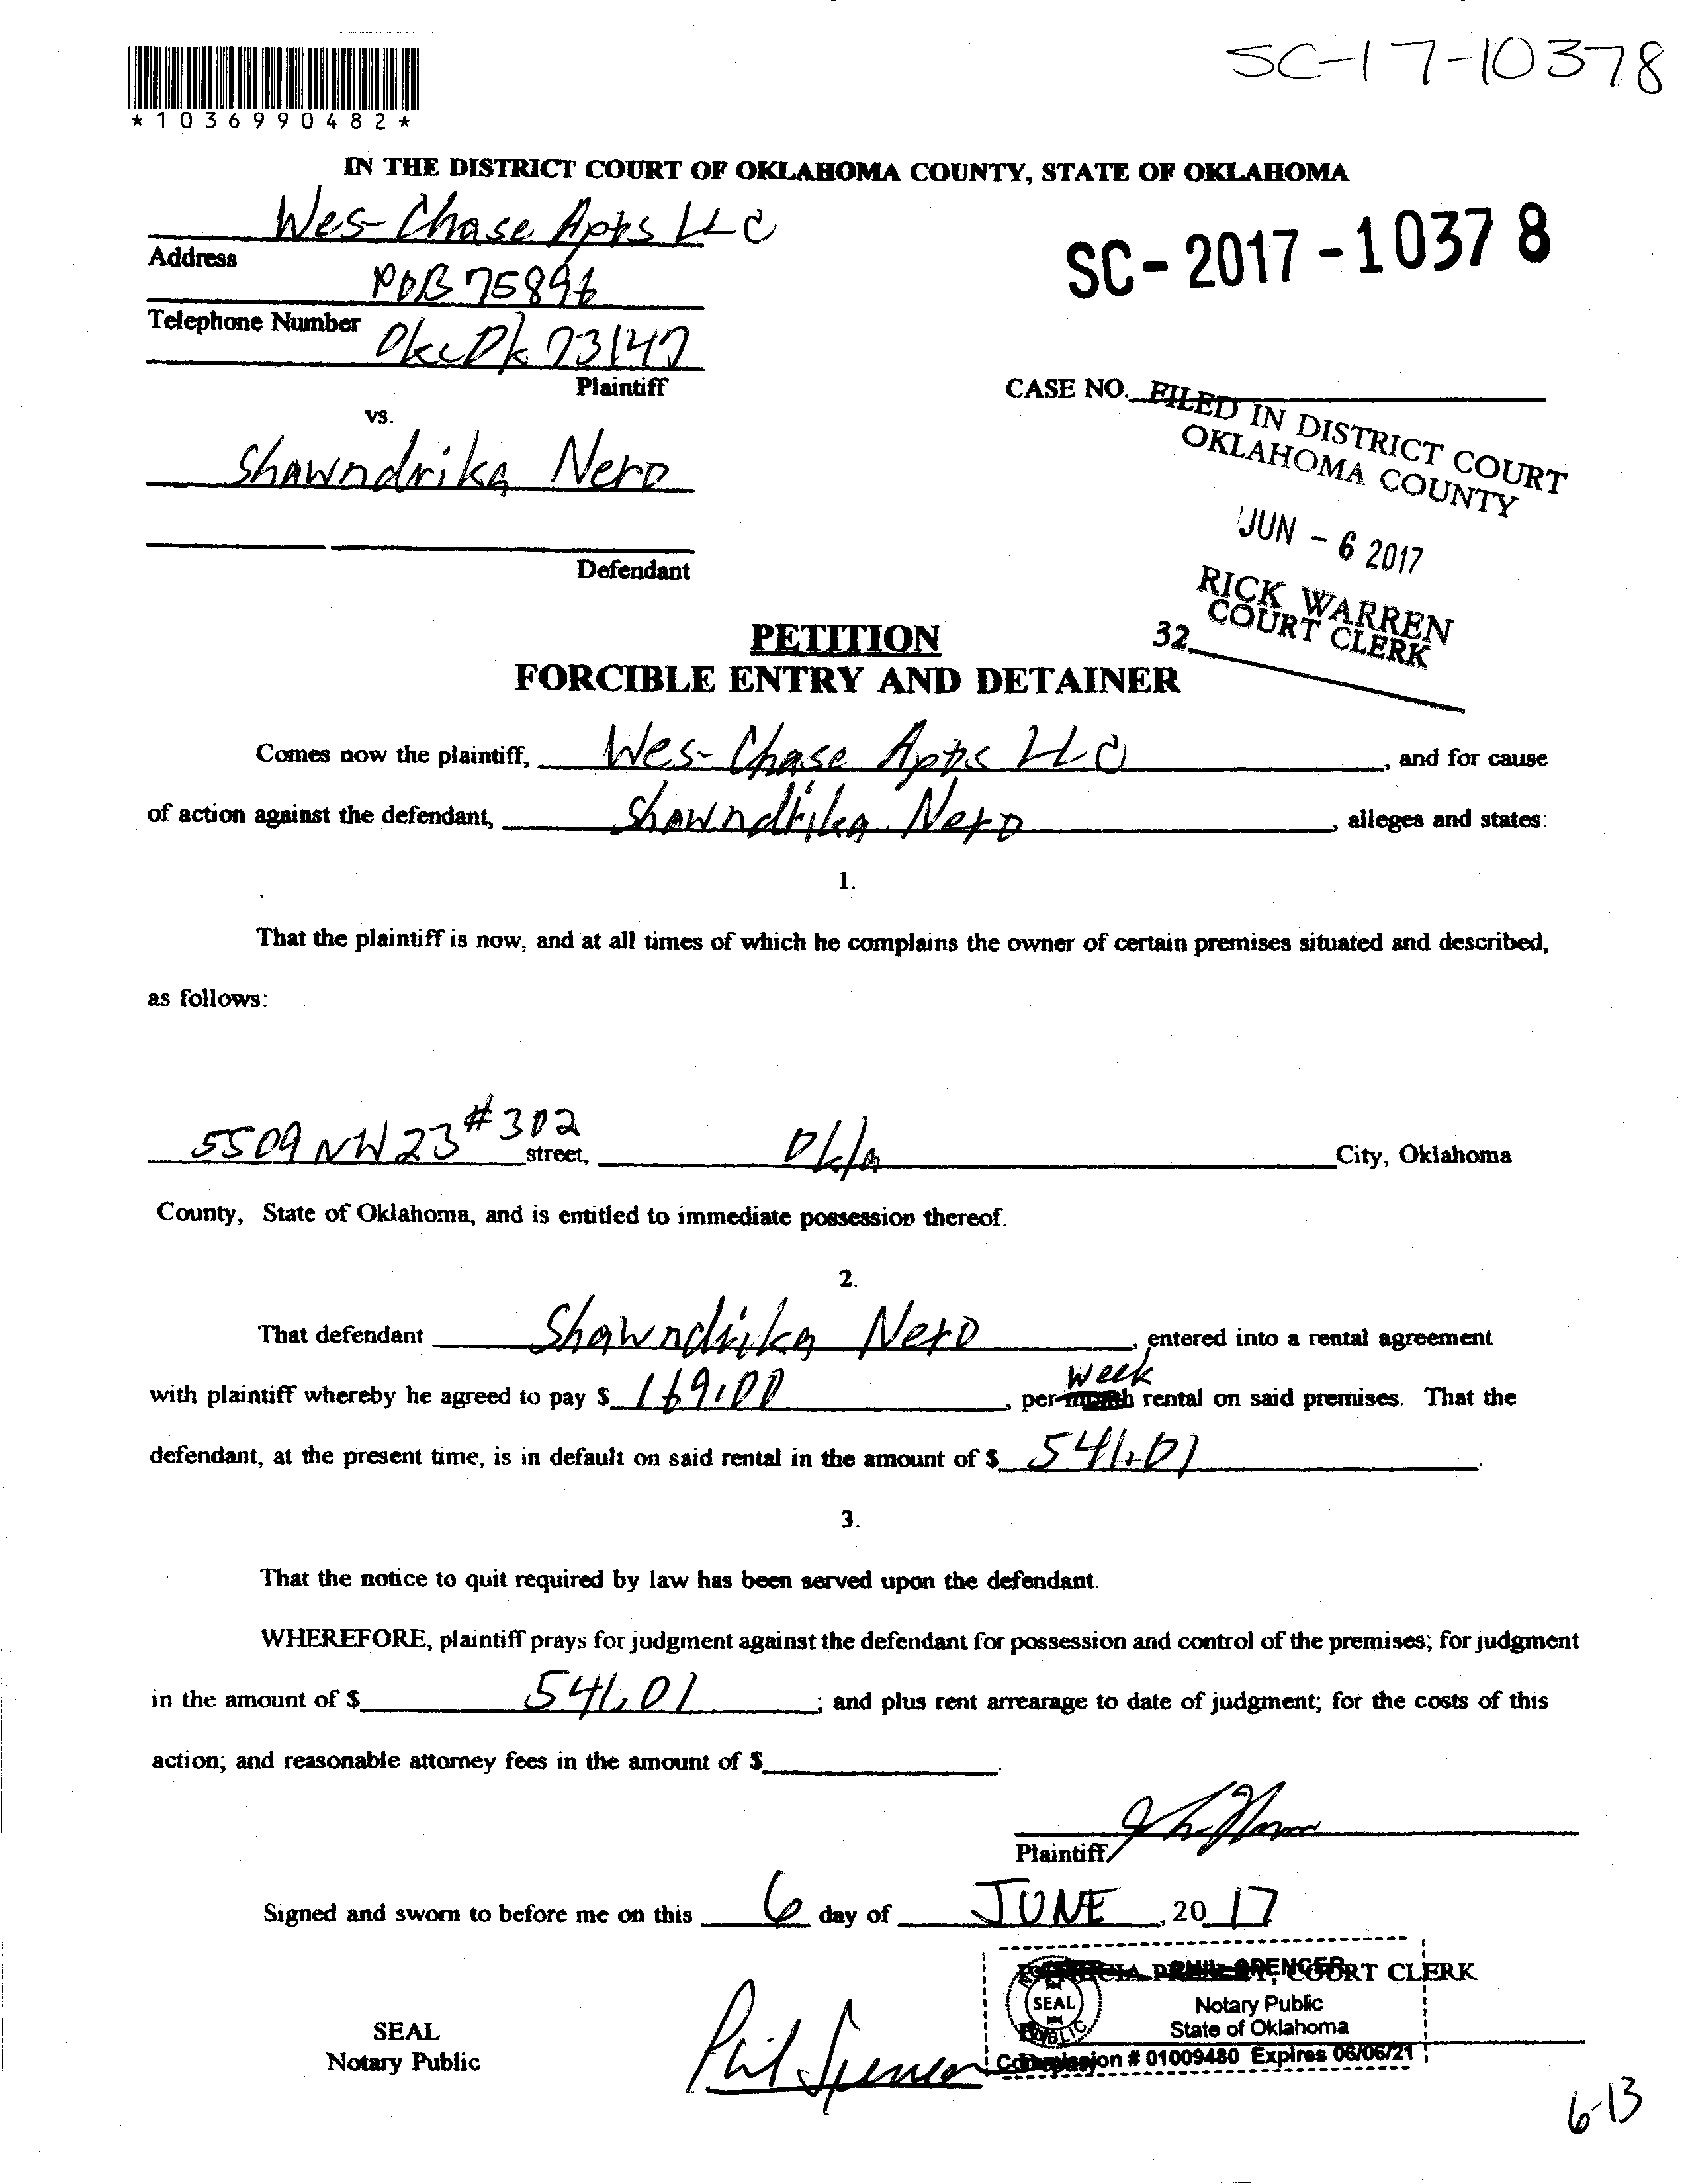 SC-17-10378
*1036990482*
IN THE DISTRICT COURT OF OKLAHOMA COUNTY, STATE OF OKLAHOMA
Wes-Chase Apts LLC
Address
POB 75896
SC-2017-10378
Telephone Number
Okc Ok 73147
Plaintiff
CASE NO.
FILED IN DISTRICT COURT
OKLAHOMA COUNTY
vs.
Shawndrika Nero
JUN - 6 2017
Defendant
RICK WARREN
COURT CLERK
32
PETITION
FORCIBLE ENTRY AND DETAINER
Comes now the plaintiff, Wes-Chase Apts LLC, and for cause
of action against the defendant, Shawndrika Nero, alleges and states:
1.
That the plaintiff is now, and at all times of which he complains the owner of certain premises situated and described,
as follows:
5509 NW 23 #302 street, Okla City, Oklahoma
County, State of Oklahoma, and is entitled to immediate possession thereof.
2.
That defendant Shawndrika Nero, entered into a rental agreement
week
with plaintiff whereby he agreed to pay $ 169.00, per month rental on said premises. That the
defendant, at the present time, is in default on said rental in the amount of $ 541.01.
3.
That the notice to quit required by law has been served upon the defendant.
WHEREFORE, plaintiff prays for judgment against the defendant for possession and control of the premises; for judgment
in the amount of $ 541.01; and plus rent arrearage to date of judgment; for the costs of this
action; and reasonable attorney fees in the amount of $
Plaintiff
Signed and sworn to before me on this 6 day of JUNE, 20 17
PHIL SPENCER
COURT CLERK
SEAL
Notary Public
State of Oklahoma
Commission # 01009480 Expires 06/06/21
SEAL
Notary Public
Phil Spencer
6-13